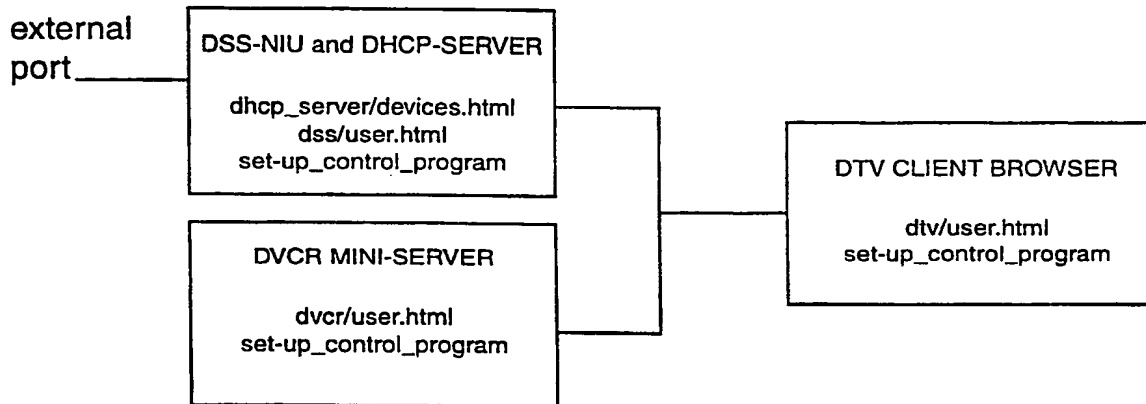 external
port
DSS-NIU and DHCP-SERVER
dhcp_server/devices.html
dss/user.html
set-up_control_program
DVCR MINI-SERVER
dvcr/user.html
set-up_control_program
DTV CLIENT BROWSER
dtv/user.html
set-up_control_program